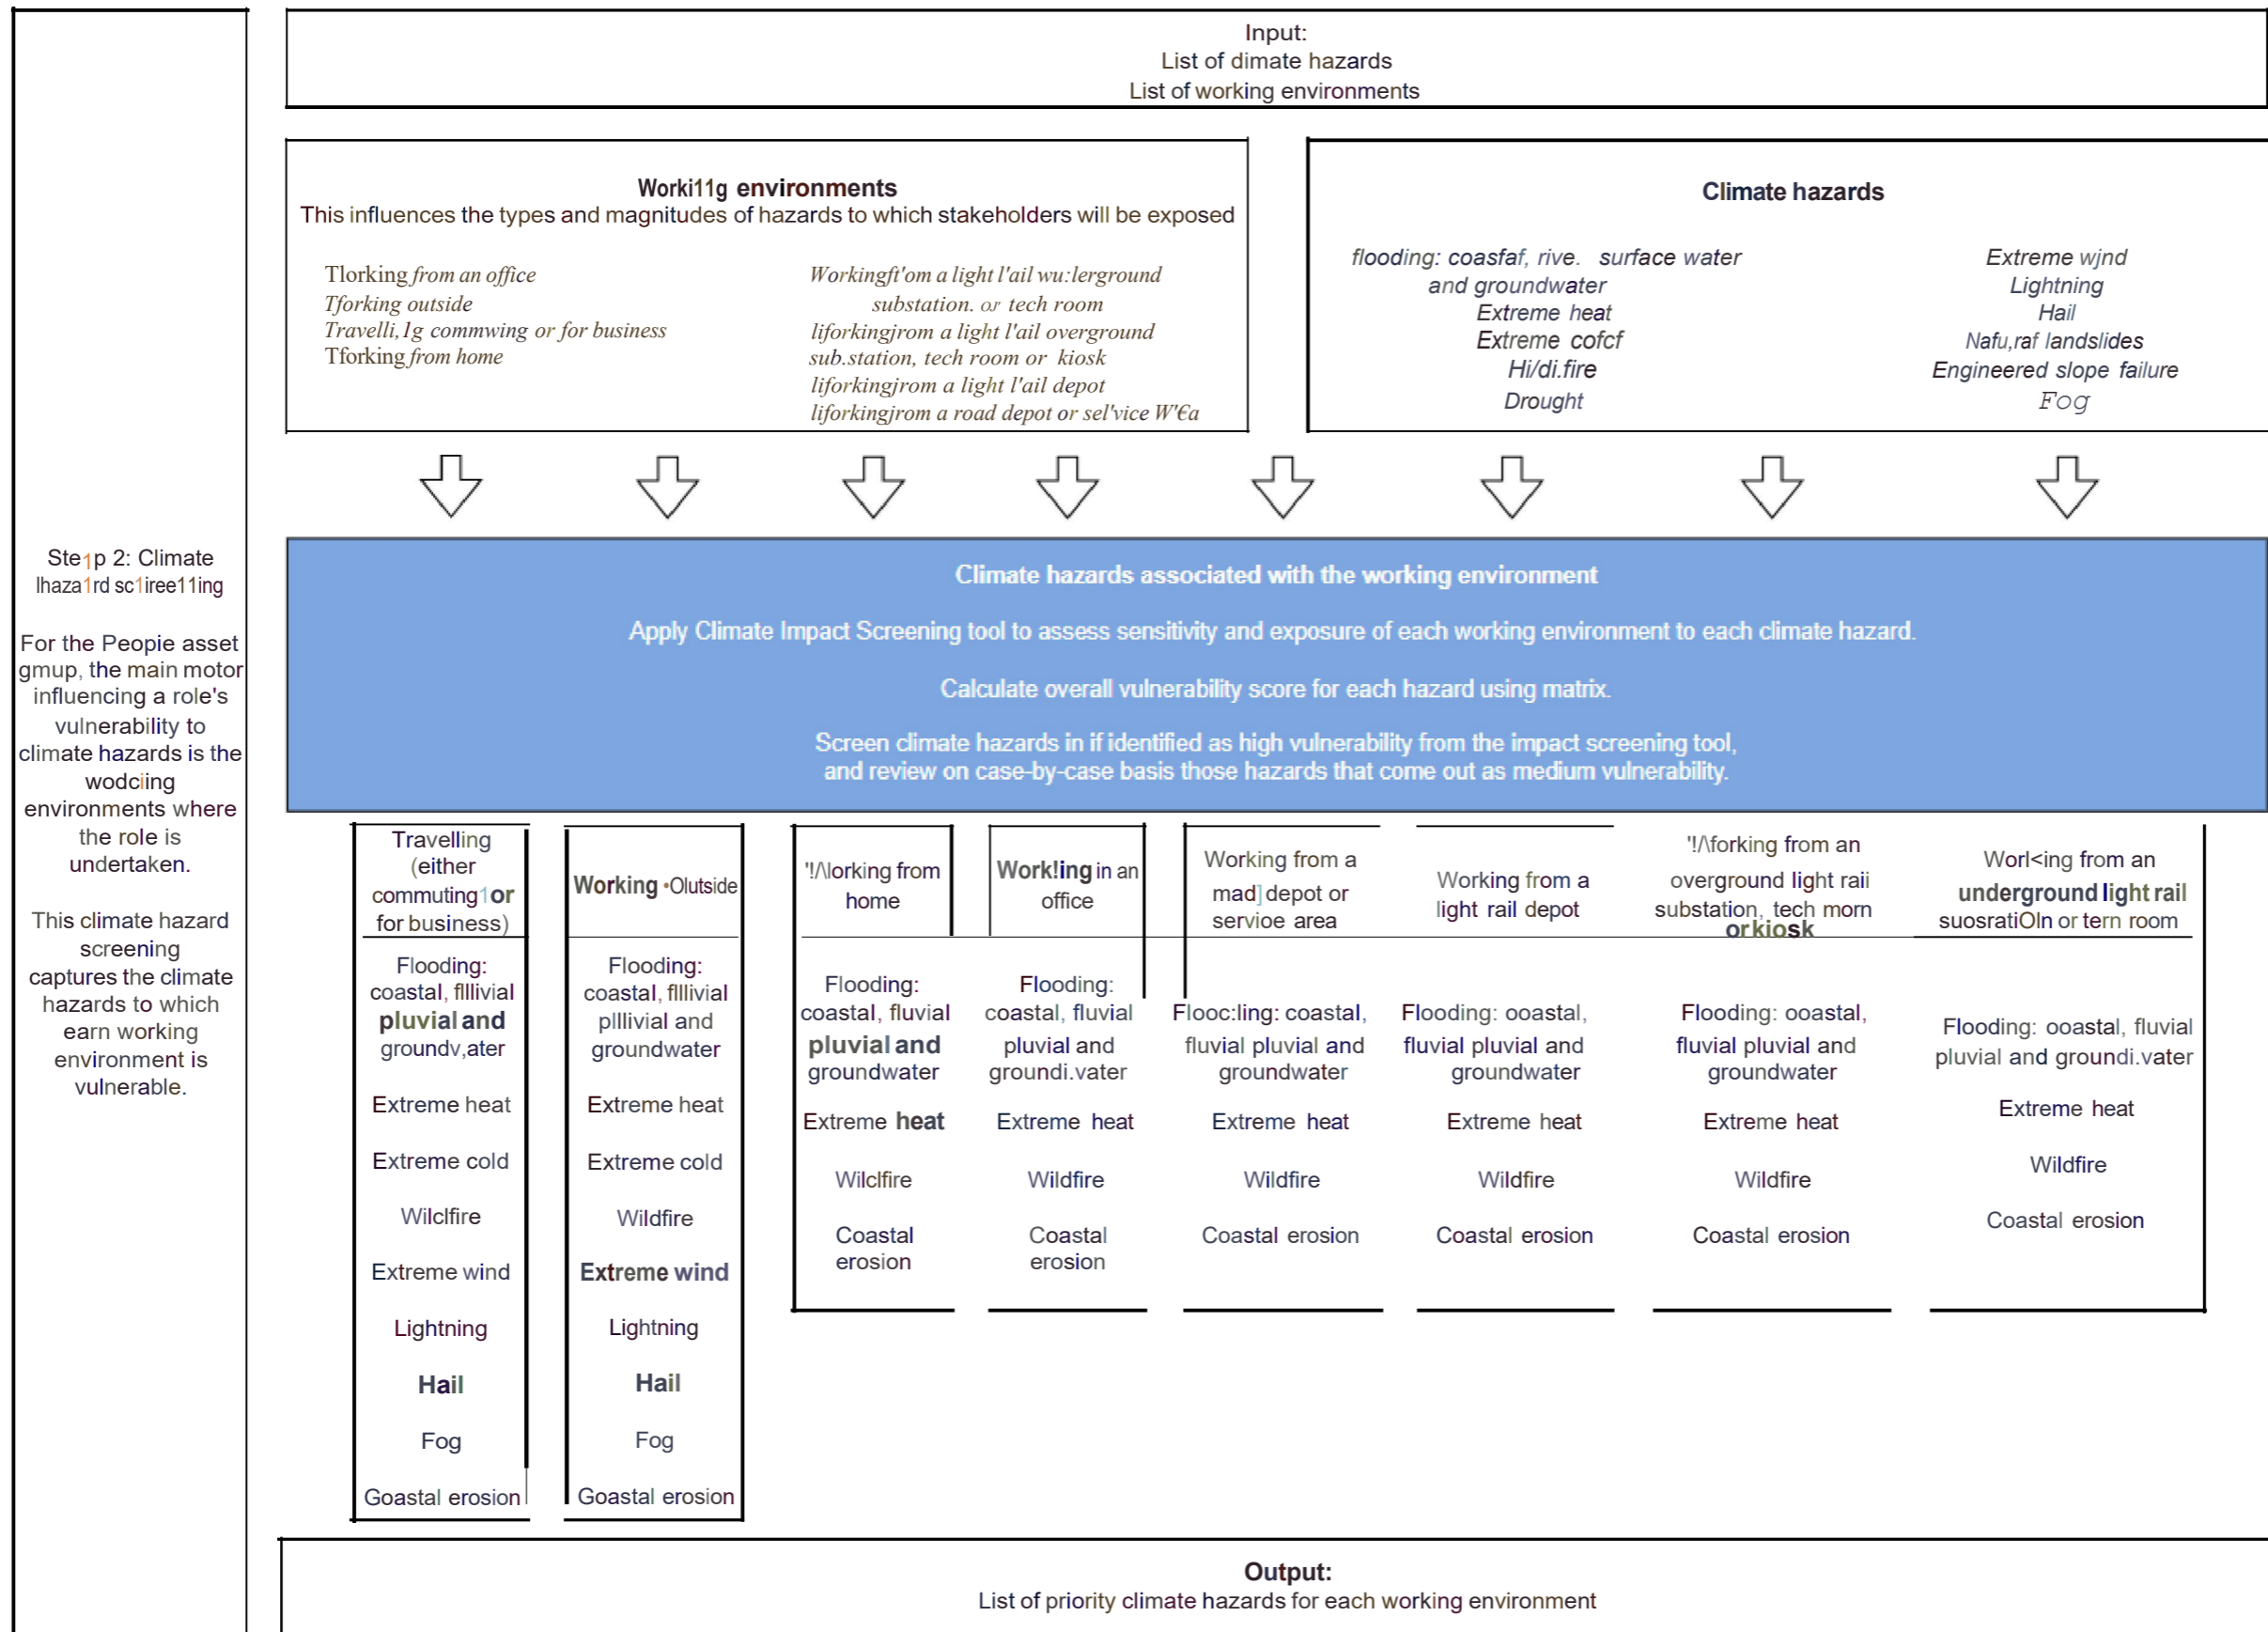 Input:
List of dimate hazards
List of working environments
Worki11g environments
This influences the types and magnitudes of hazards to which stakeholders will be exposed
Tlorking from an office
Tforking outside
Travelli,1g commwing or for business
Tforking from home
Workingft'om a light l'ail wu:lerground
substation. or tech room
liforkingjrom a light l'ail overground
sub.station, tech room or kiosk
liforkingjrom a light l'ail depot
liforkingjrom a road depot or sel'vice W'€a
Climate hazards
flooding: coasfaf, rive. surface water
and groundwater
Extreme heat
Extreme cofcf
Hi/di.fire
Drought
Extreme wjnd
Lightning
Hail
Nafu,raf landslides
Engineered slope failure
Fog
Ste1p 2: Climate
lhaza1rd sc1iree11ing
For the Peopie asset
gmup, the main motor
influencing a role's
vulnerability to
climate hazards is the
wodciing
environments where
the role is
undertaken.
This climate hazard
screening
captures the climate
hazards to which
earn working
environment is
vulnerable.
Climate hazards associated with the working environment
Apply Climate Impact Screening tool to assess sensitivity and exposure of each working environment to each climate hazard.
Calculate overall vulnerability score for each hazard using matrix.
Screen climate hazards in if identified as high vulnerability from the impact screening tool,
and review on case-by-case basis those hazards that come out as medium vulnerability.
Travelling
(either
commuting1or
for business)
Flooding:
coastal, flllivial
pluvial and
groundv,ater
Extreme heat
Extreme cold
Wilclfire
Extreme wind
Lightning
Hail
Fog
Goastal erosion
Working •Olutside
Flooding:
coastal, flllivial
plllivial and
groundwater
Extreme heat
Extreme cold
Wildfire
Extreme wind
Lightning
Hail
Fog
Goastal erosion
'!/\lorking from
home
Flooding:
coastal, fluvial
pluvial and
groundwater
Extreme heat
Wilclfire
Coastal
erosion
Work!ing in an
office
Flooding:
coastal, fluvial
pluvial and
groundi.vater
Extreme heat
Wildfire
Coastal
erosion
Working from a
mad] depot or
servioe area
Flooc:ling: coastal,
fluvial pluvial and
groundwater
Extreme heat
Wildfire
Coastal erosion
Working from a
light rail depot
Flooding: ooastal,
fluvial pluvial and
groundwater
Extreme heat
Wildfire
Coastal erosion
'!/\forking from an
overground light raii
substation, tech morn
orkiosk
Flooding: ooastal,
fluvial pluvial and
groundwater
Extreme heat
Wildfire
Coastal erosion
Worl<ing from an
underground light rail
suosratiOln or tern room
Flooding: ooastal, fluvial
pluvial and groundi.vater
Extreme heat
Wildfire
Coastal erosion
Output:
List of priority climate hazards for each working environment